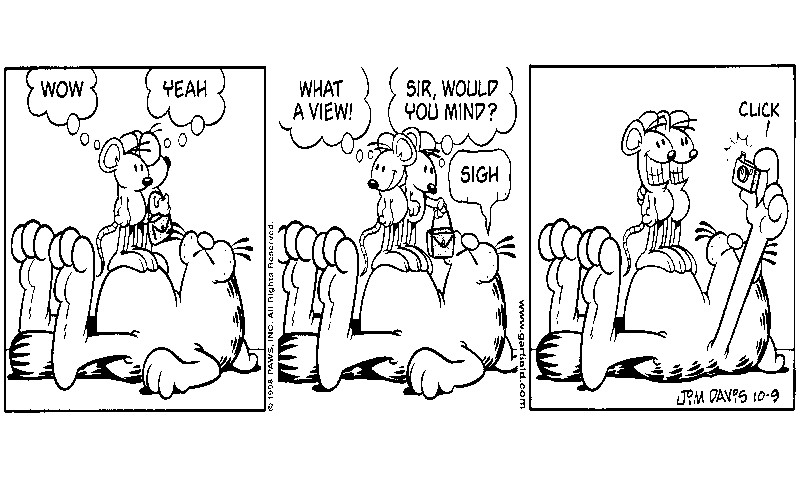 WOW
YEAH
© 1998 PAWS, INC. All Rights Reserved.
WHAT
A VIEW!
SIR, WOULD
YOU MIND?
SIGH
www.garfield.com
CLICK
JIM DAVIS 10-9